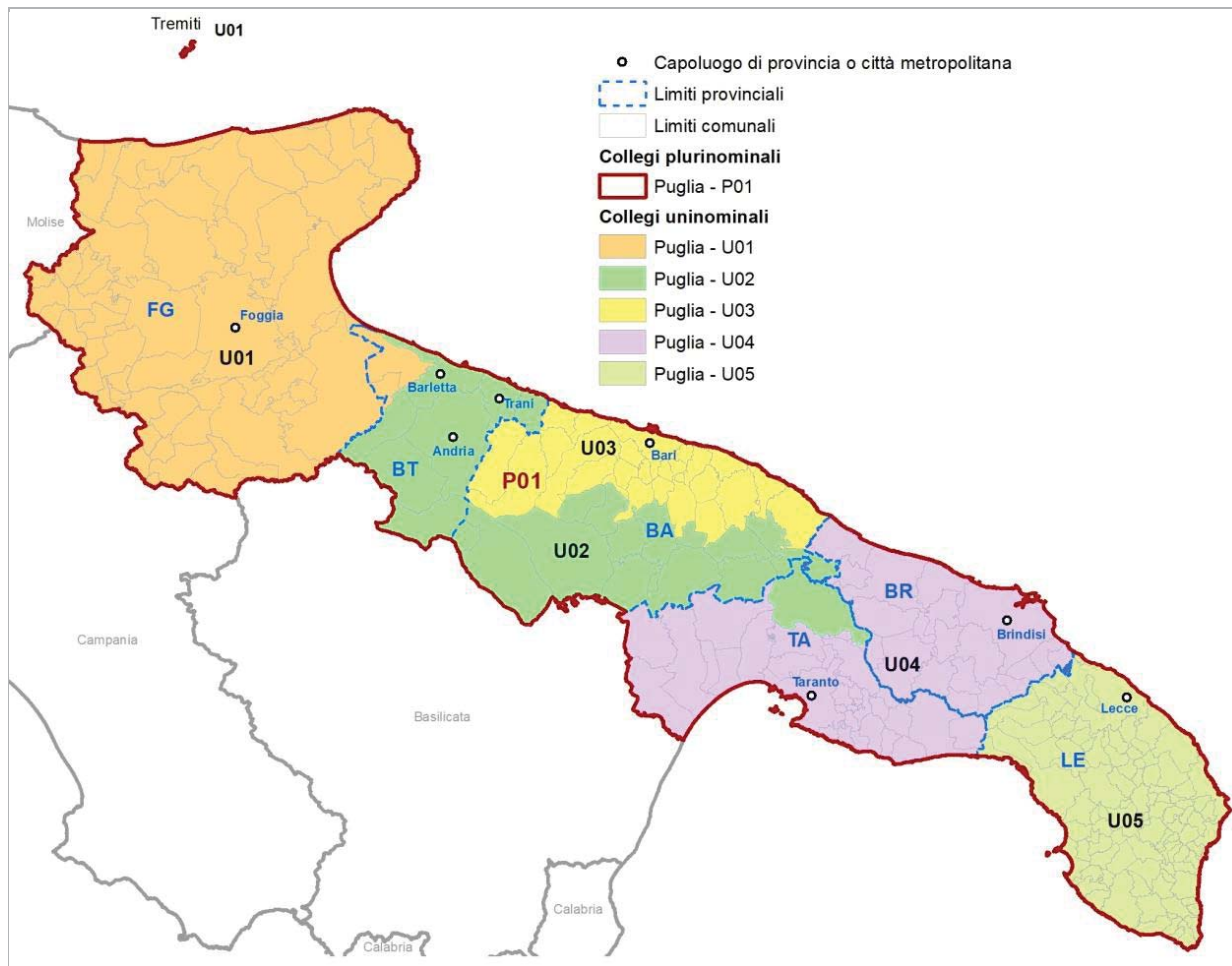 Tremiti
U01
Capoluogo di provincia o città metropolitana
Limiti provinciali
Limiti comunali
Collegi plurinominali
Puglia - P01
Collegi uninominali
Puglia - U01
Puglia - U02
Puglia - U03
Puglia - U04
Puglia - U05
Molise
FG
Foggia
U01
Barletta
Trani
Andria
BT
U03
Bari
P01
BA
U02
BR
Brindisi
TA
U04
Taranto
Lecce
LE
U05
Campania
Basilicata
Calabria
Calabria